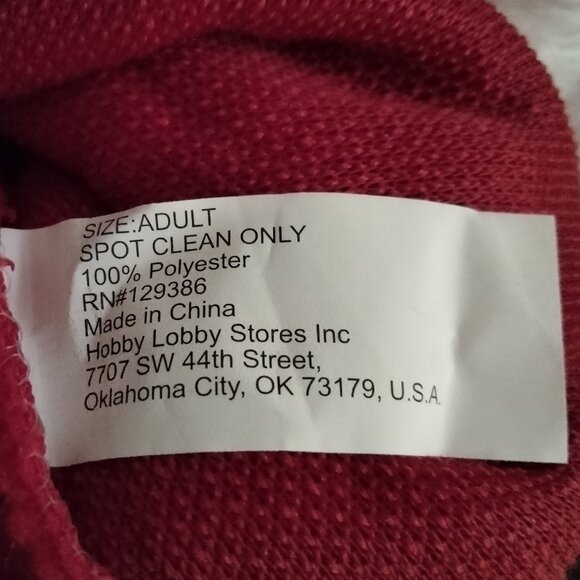 SIZE:ADULT
SPOT CLEAN ONLY
100% Polyester
RN#129386
Made in China
Hobby Lobby Stores Inc
7707 SW 44th Street,
Oklahoma City, OK 73179, U.S.A.